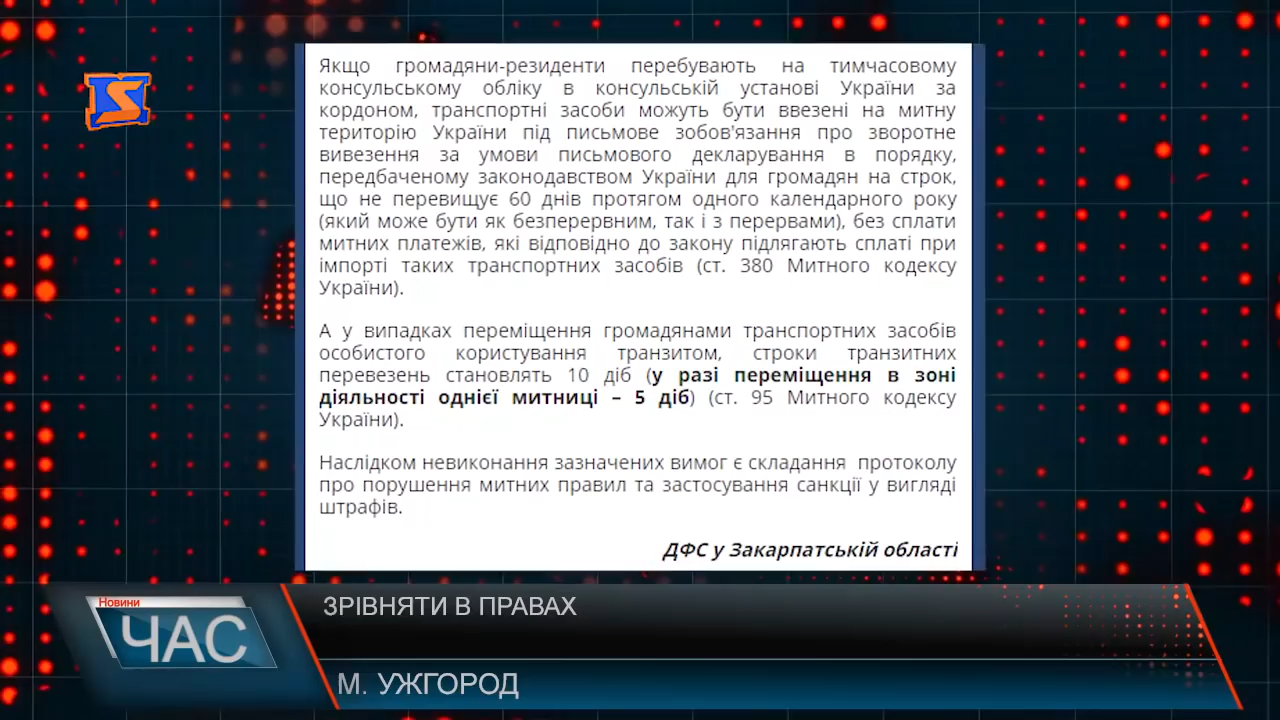 Якщо громадяни-резиденти перебувають на тимчасовому
консульському обліку в консульській установі України за
кордоном, транспортні засоби можуть бути ввезені на митну
територію України під письмове зобов'язання про зворотне
вивезення за умови письмового декларування в порядку,
передбаченому законодавством України для громадян на строк,
що не перевищує 60 днів протягом одного календарного року
(який може бути як безперервним, так і з перервами), без сплати
митних платежів, які відповідно до закону підлягають сплаті при
імпорті таких транспортних засобів (ст. 380 Митного кодексу
України).
А у випадках переміщення громадянами транспортних засобів
особистого користування транзитом, строки транзитних
перевезень становлять 10 діб (у разі переміщення в зоні
діяльності однієї митниці – 5 діб) (ст. 95 Митного кодексу
України).
Наслідком невиконання зазначених вимог є складання протоколу
про порушення митних правил та застосування санкції у вигляді
штрафів.
ДФС у Закарпатській області
Новини
ЧАС
ЗРІВНЯТИ В ПРАВАХ
М. УЖГОРОД